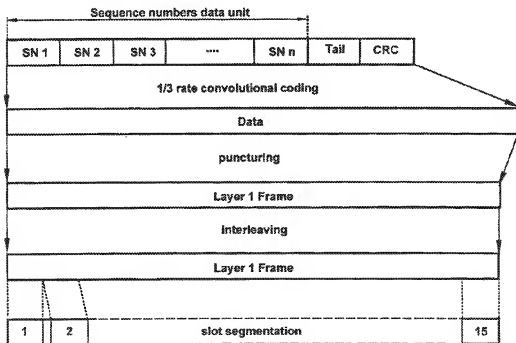 Sequence numbers data unit
SN 1 SN 2 SN 3 .... SN n Tail CRC
1/3 rate convolutional coding
Data
puncturing
Layer 1 Frame
interleaving
Layer 1 Frame
1 2 slot segmentation 15